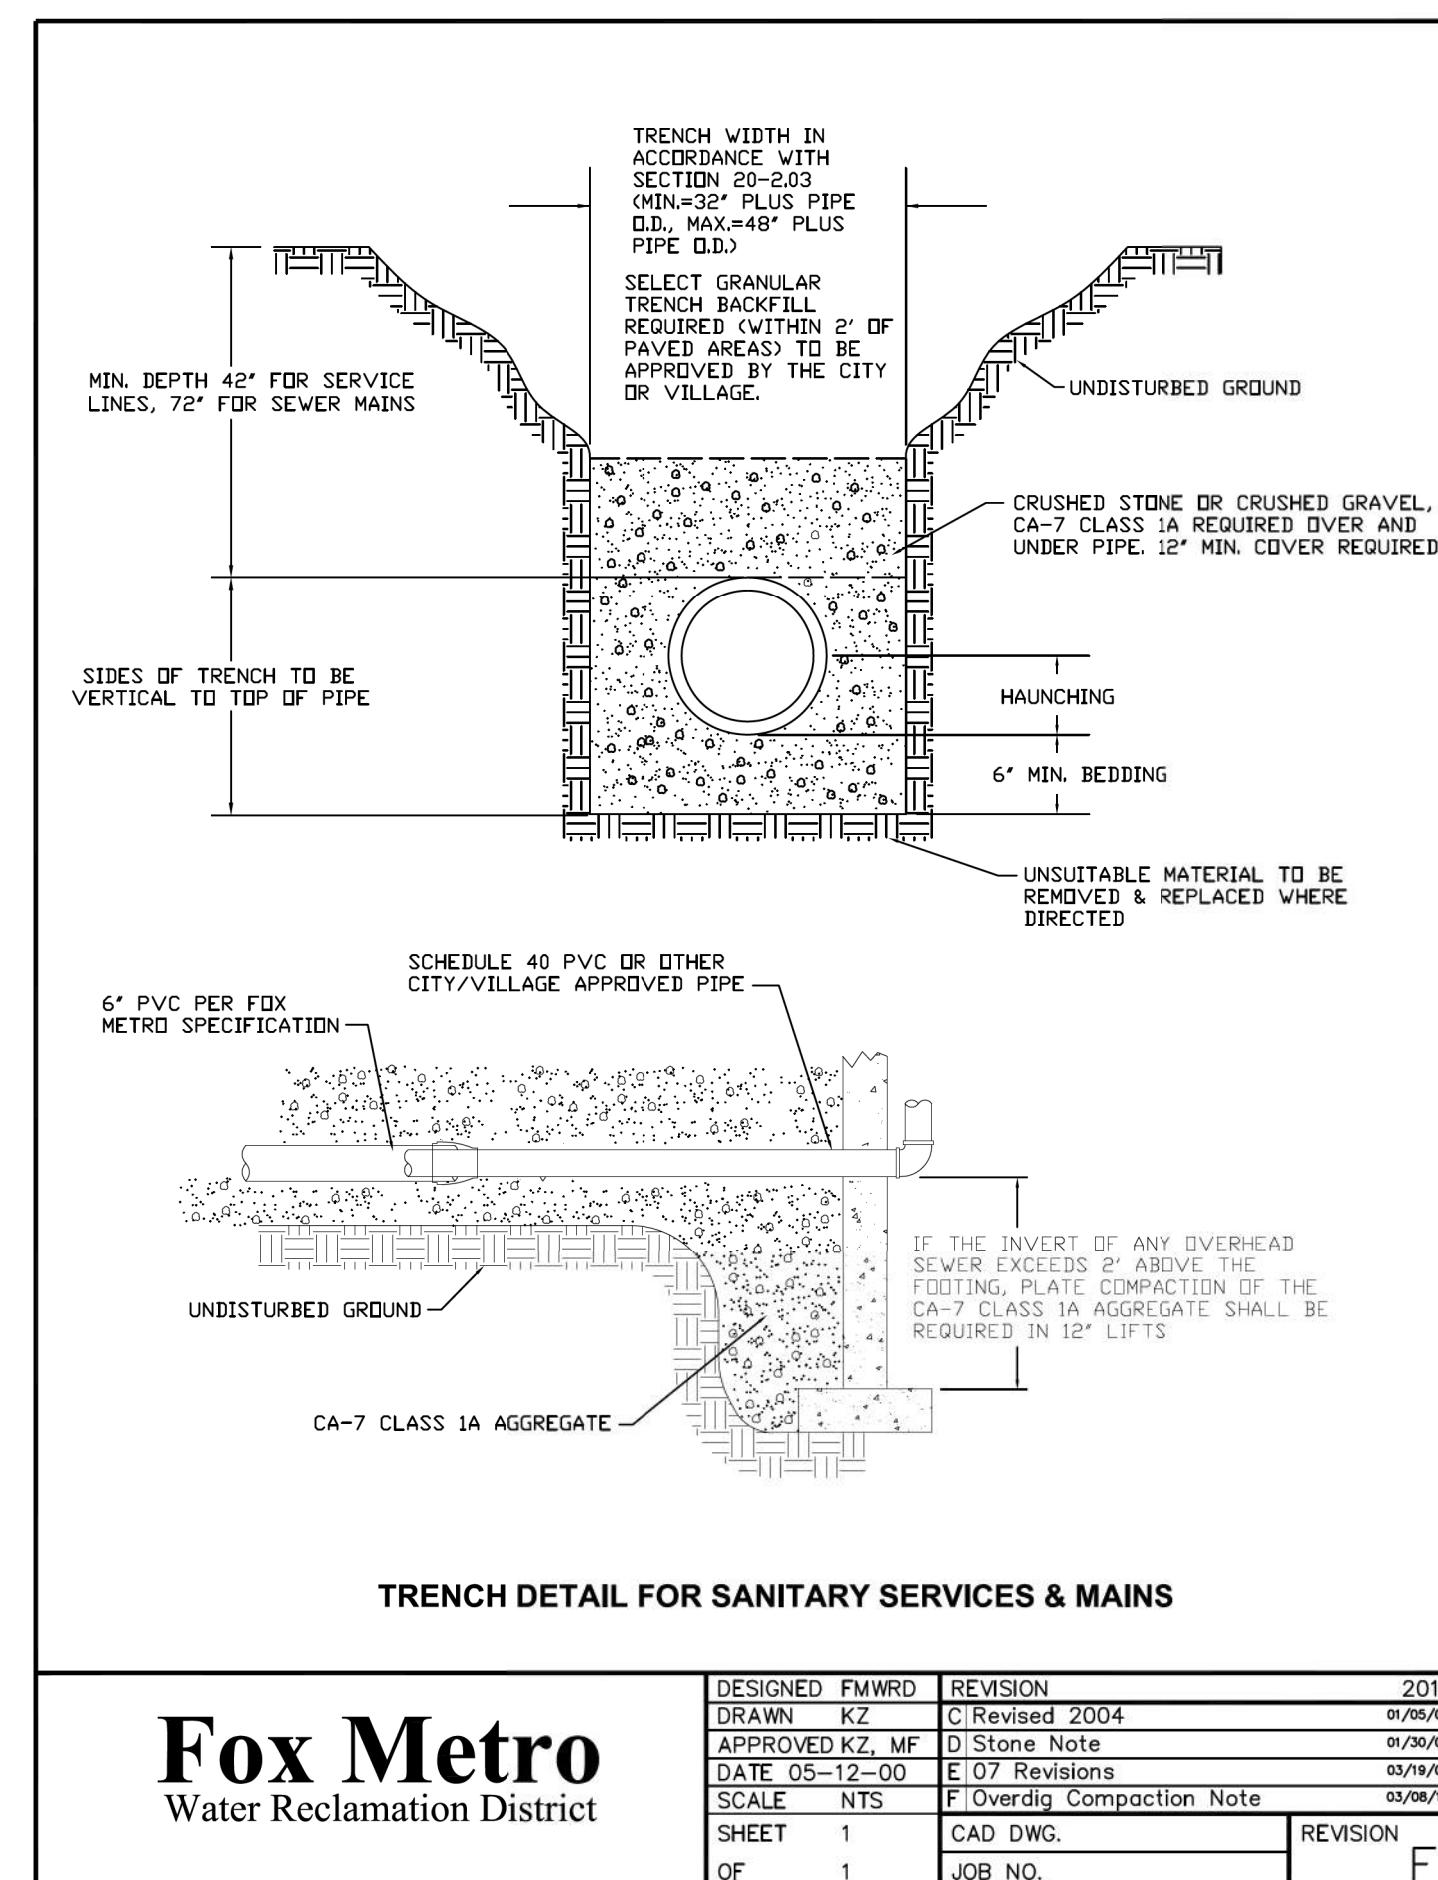 TRENCH WIDTH IN
ACCORDANCE WITH
SECTION 20-2.03
(MIN.=32" PLUS PIPE
O.D., MAX.=48" PLUS
PIPE O.D.)
SELECT GRANULAR
TRENCH BACKFILL
REQUIRED (WITHIN 2' OF
PAVED AREAS) TO BE
APPROVED BY THE CITY
OR VILLAGE.
MIN. DEPTH 42" FOR SERVICE
LINES, 72" FOR SEWER MAINS
UNDISTURBED GROUND
CRUSHED STONE OR CRUSHED GRAVEL,
CA-7 CLASS 1A REQUIRED OVER AND
UNDER PIPE. 12" MIN. COVER REQUIRED
SIDES OF TRENCH TO BE
VERTICAL TO TOP OF PIPE
HAUNCHING
6" MIN. BEDDING
UNSUITABLE MATERIAL TO BE
REMOVED & REPLACED WHERE
DIRECTED
SCHEDULE 40 PVC OR OTHER
CITY/VILLAGE APPROVED PIPE
6" PVC PER FOX
METRO SPECIFICATION
IF THE INVERT OF ANY OVERHEAD
SEWER EXCEEDS 2' ABOVE THE
FOOTING, PLATE COMPACTION OF THE
CA-7 CLASS 1A AGGREGATE SHALL BE
REQUIRED IN 12" LIFTS
UNDISTURBED GROUND
CA-7 CLASS 1A AGGREGATE
TRENCH DETAIL FOR SANITARY SERVICES & MAINS
Fox Metro
Water Reclamation District
DESIGNED FMWRD
DRAWN KZ
APPROVED KZ, MF
DATE 05-12-00
SCALE NTS
SHEET 1
OF 1
REVISION 201
C Revised 2004 01/05/
D Stone Note 01/30/
E 07 Revisions 03/19/
F Overdig Compaction Note 03/08/
CAD DWG.
JOB NO.
REVISION
F